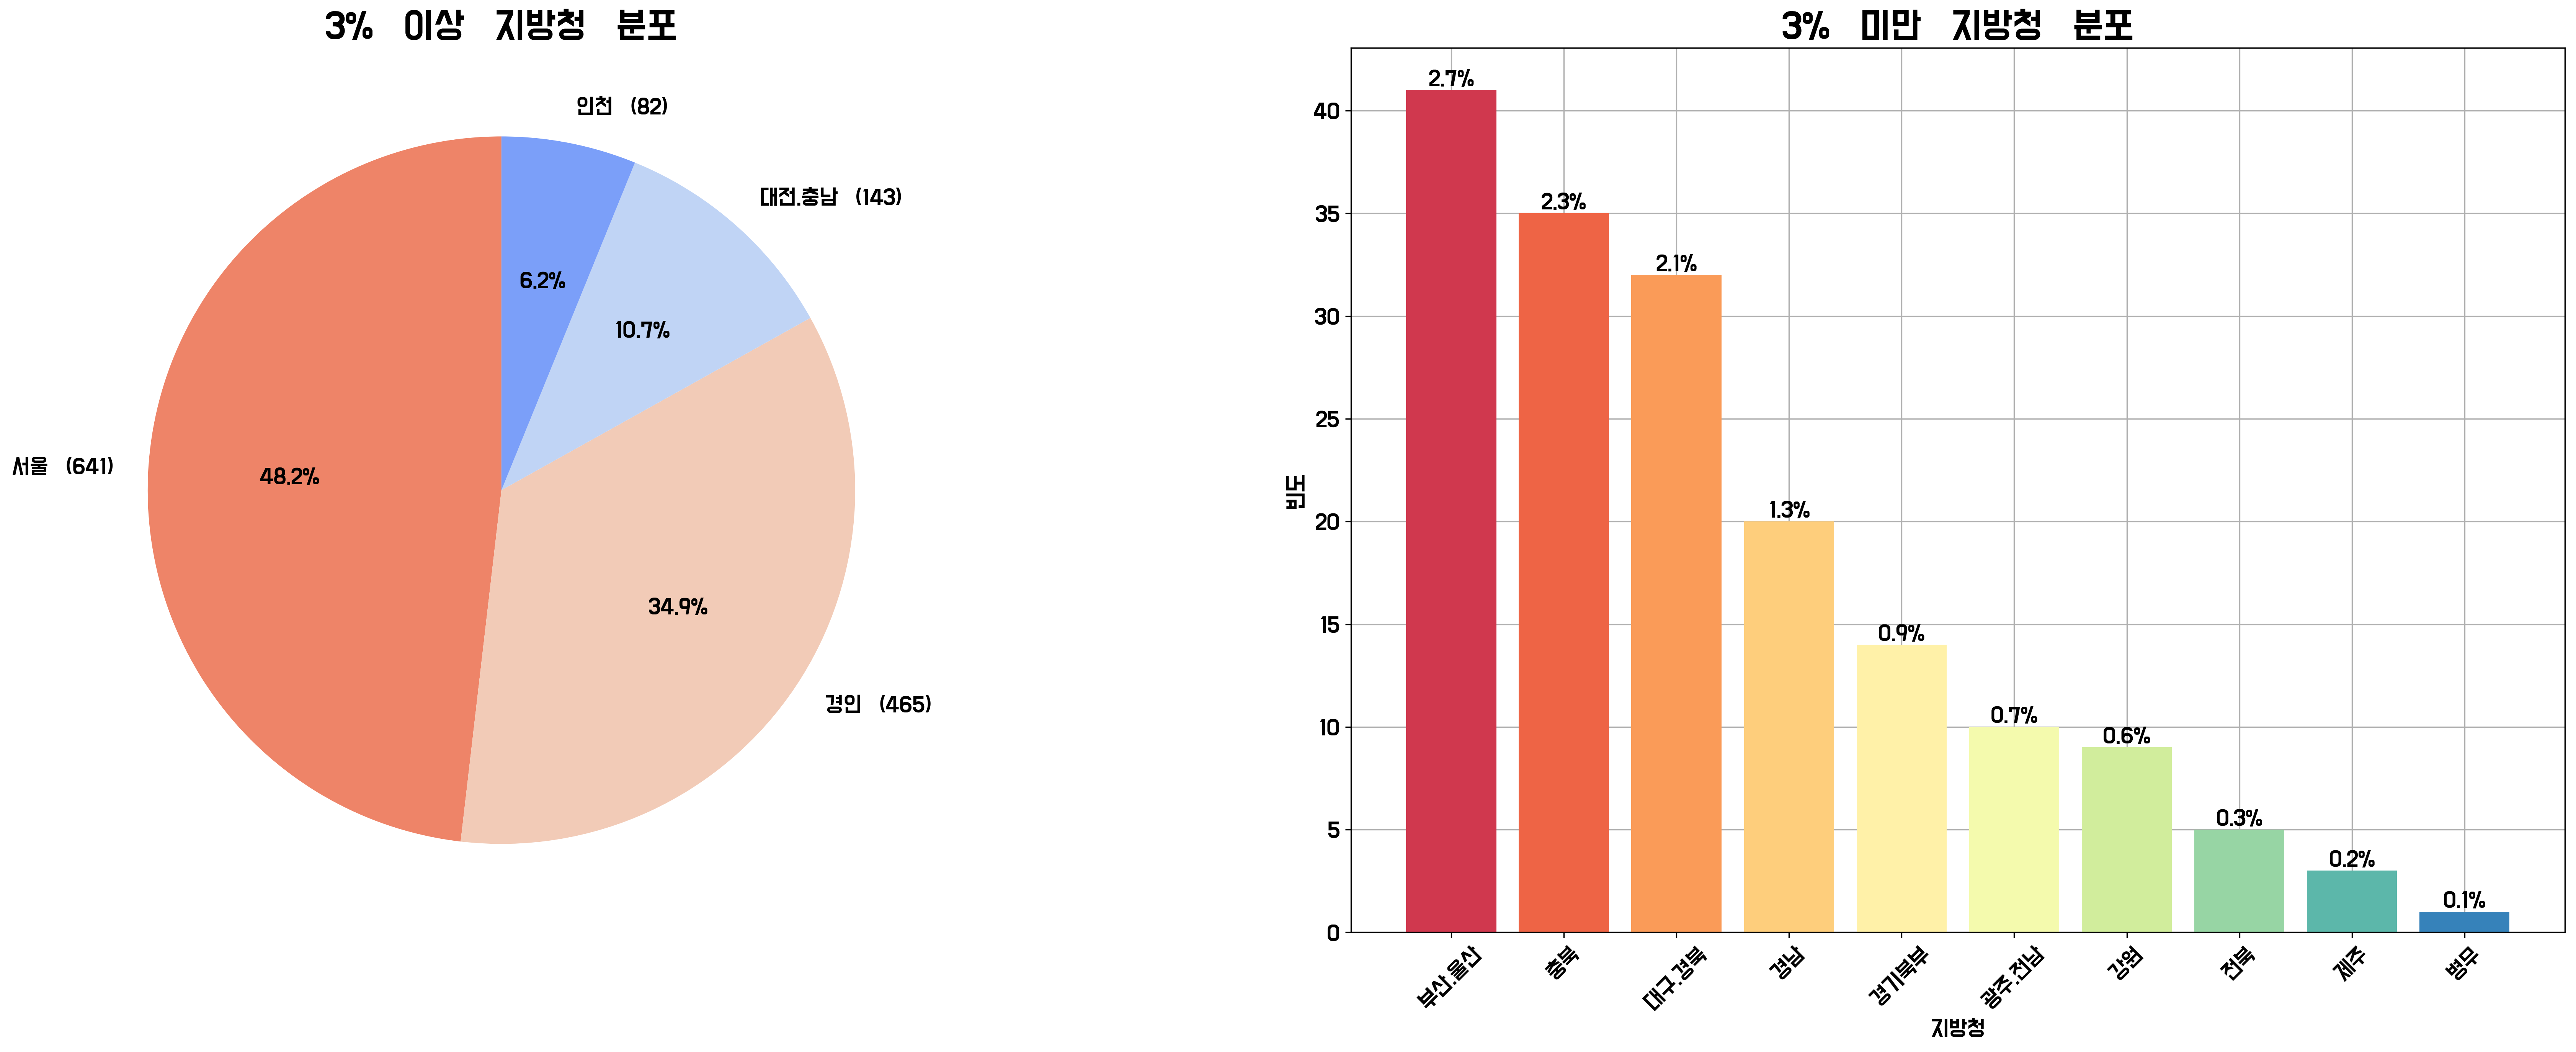 3% 이상 지방청 분포
인천 (82)
대전.충남 (143)
6.2%
10.7%
서울 (641)
48.2%
34.9%
경인 (465)
3% 미만 지방청 분포
빈도
40
35
30
25
20
15
10
5
0
2.7%
2.3%
2.1%
1.3%
0.9%
0.7%
0.6%
0.3%
0.2%
0.1%
부산.울산
충북
대구.경북
경남
경기북부
광주.전남
강원
전북
제주
병무
지방청